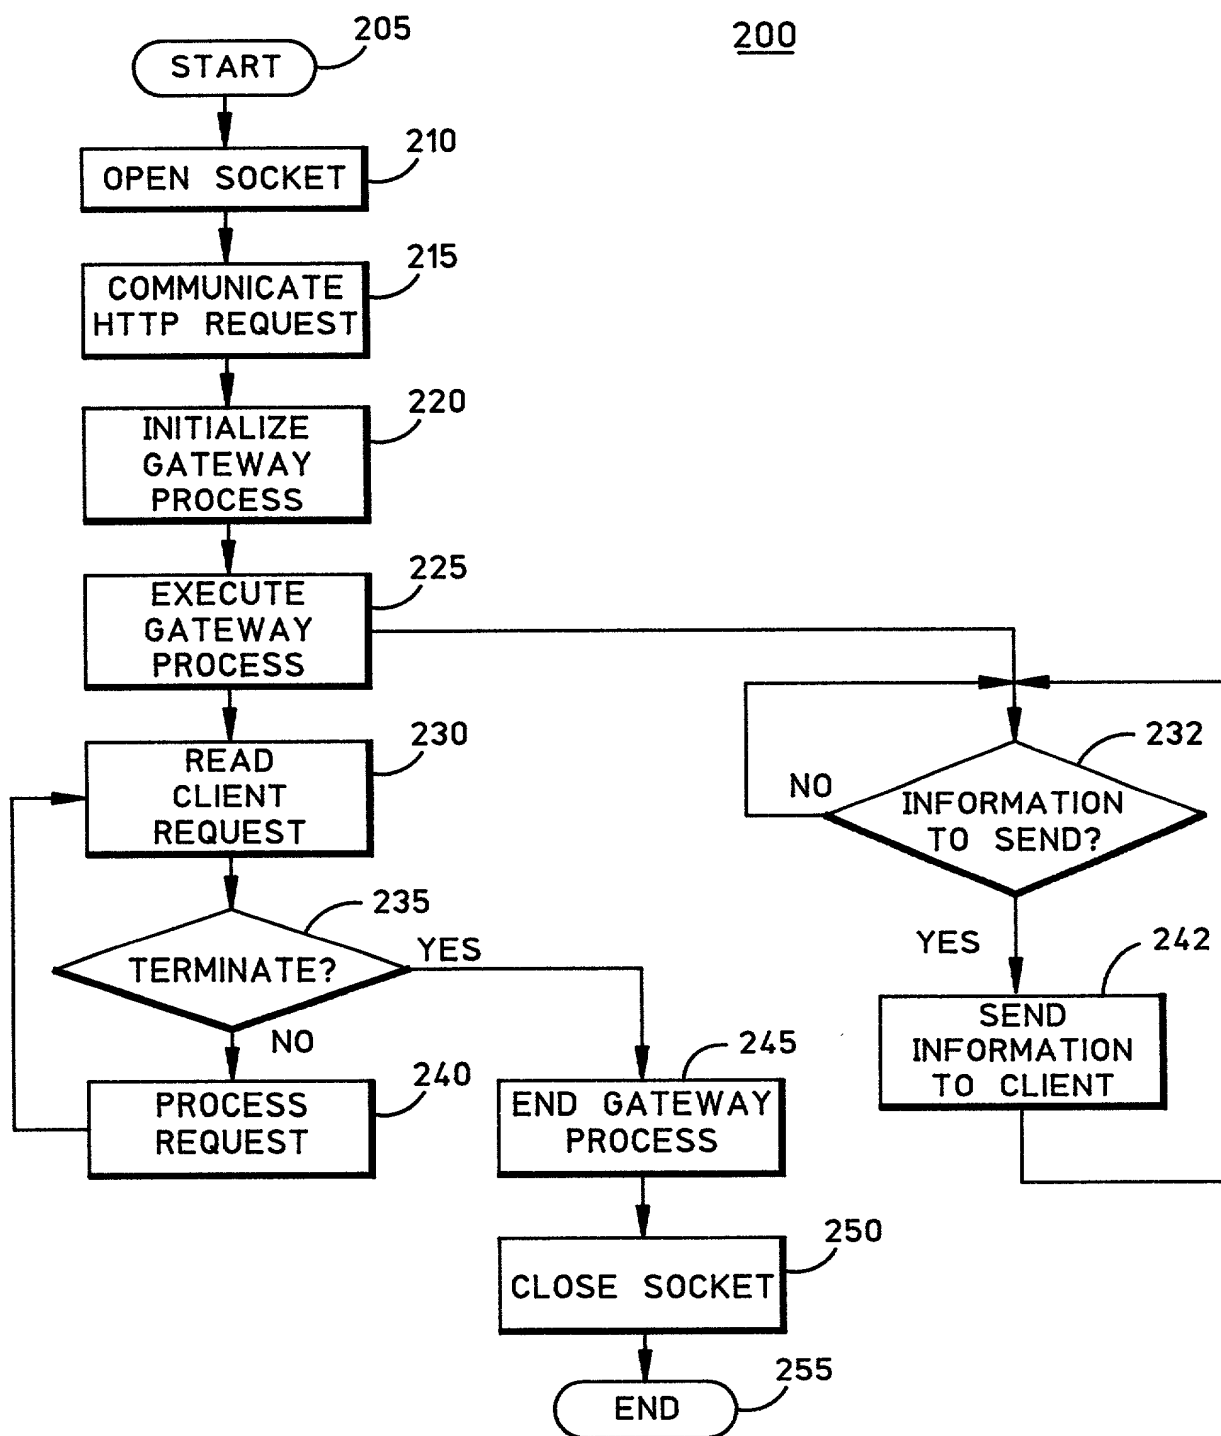 200
START
205
OPEN SOCKET
210
COMMUNICATE
HTTP REQUEST
215
INITIALIZE
GATEWAY
PROCESS
220
EXECUTE
GATEWAY
PROCESS
225
READ
CLIENT
REQUEST
230
TERMINATE?
235
YES
NO
PROCESS
REQUEST
240
INFORMATION
TO SEND?
232
NO
YES
SEND
INFORMATION
TO CLIENT
242
END GATEWAY
PROCESS
245
CLOSE SOCKET
250
END
255